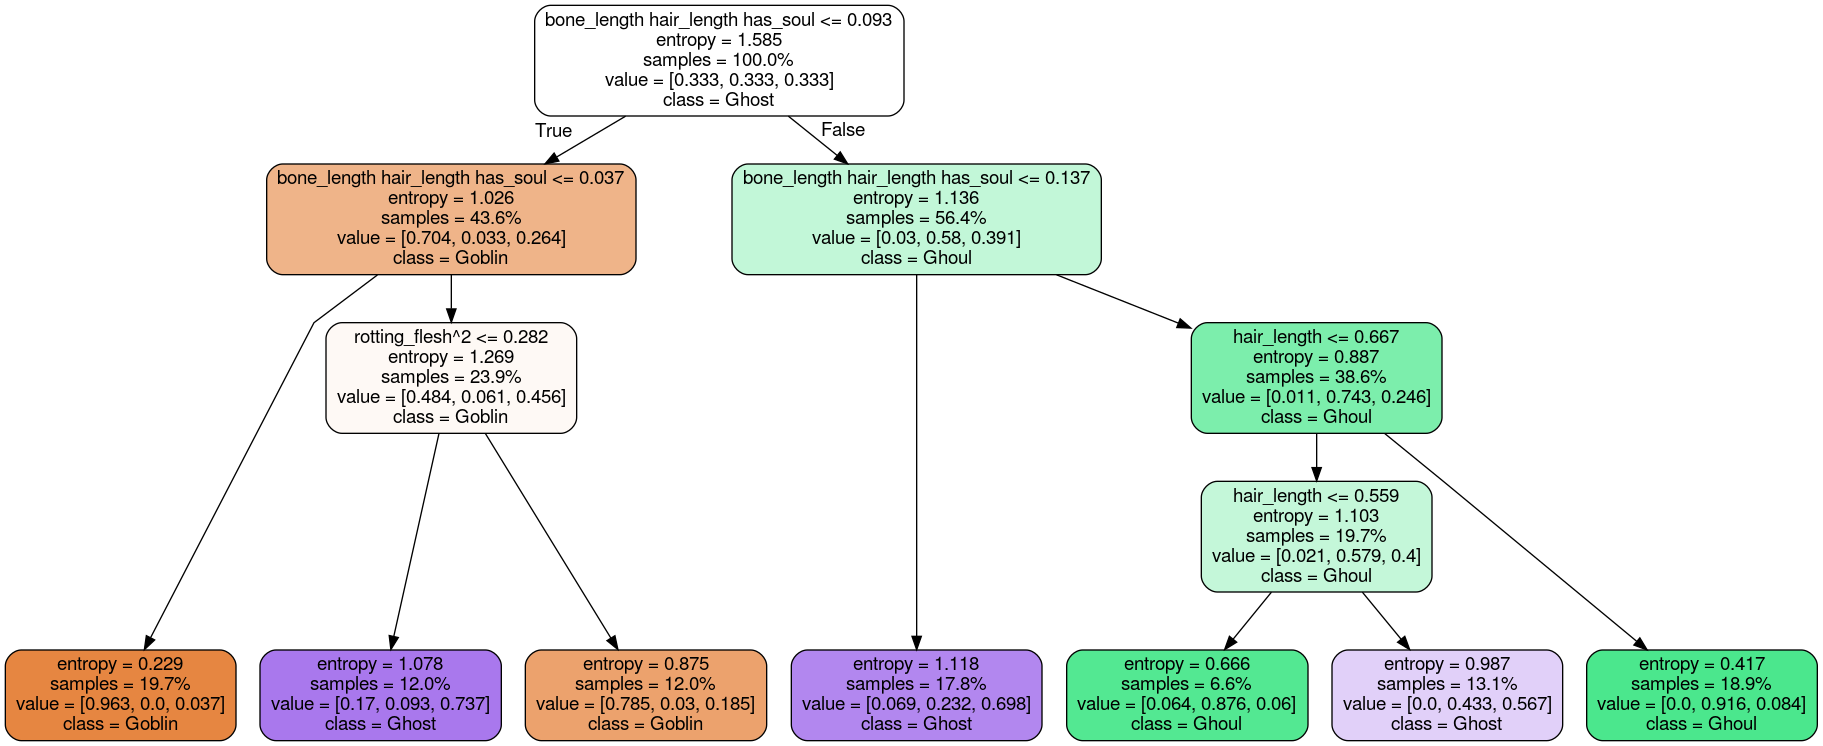 bone_length hair_length has_soul <= 0.093
entropy = 1.585
samples = 100.0%
value = [0.333, 0.333, 0.333]
class = Ghost
True
False
bone_length hair_length has_soul <= 0.037
entropy = 1.026
samples = 43.6%
value = [0.704, 0.033, 0.264]
class = Goblin
bone_length hair_length has_soul <= 0.137
entropy = 1.136
samples = 56.4%
value = [0.03, 0.58, 0.391]
class = Ghoul
rotting_flesh^2 <= 0.282
entropy = 1.269
samples = 23.9%
value = [0.484, 0.061, 0.456]
class = Goblin
hair_length <= 0.667
entropy = 0.887
samples = 38.6%
value = [0.011, 0.743, 0.246]
class = Ghoul
hair_length <= 0.559
entropy = 1.103
samples = 19.7%
value = [0.021, 0.579, 0.4]
class = Ghoul
entropy = 0.229
samples = 19.7%
value = [0.963, 0.0, 0.037]
class = Goblin
entropy = 1.078
samples = 12.0%
value = [0.17, 0.093, 0.737]
class = Ghost
entropy = 0.875
samples = 12.0%
value = [0.785, 0.03, 0.185]
class = Goblin
entropy = 1.118
samples = 17.8%
value = [0.069, 0.232, 0.698]
class = Ghost
entropy = 0.666
samples = 6.6%
value = [0.064, 0.876, 0.06]
class = Ghoul
entropy = 0.987
samples = 13.1%
value = [0.0, 0.433, 0.567]
class = Ghost
entropy = 0.417
samples = 18.9%
value = [0.0, 0.916, 0.084]
class = Ghoul